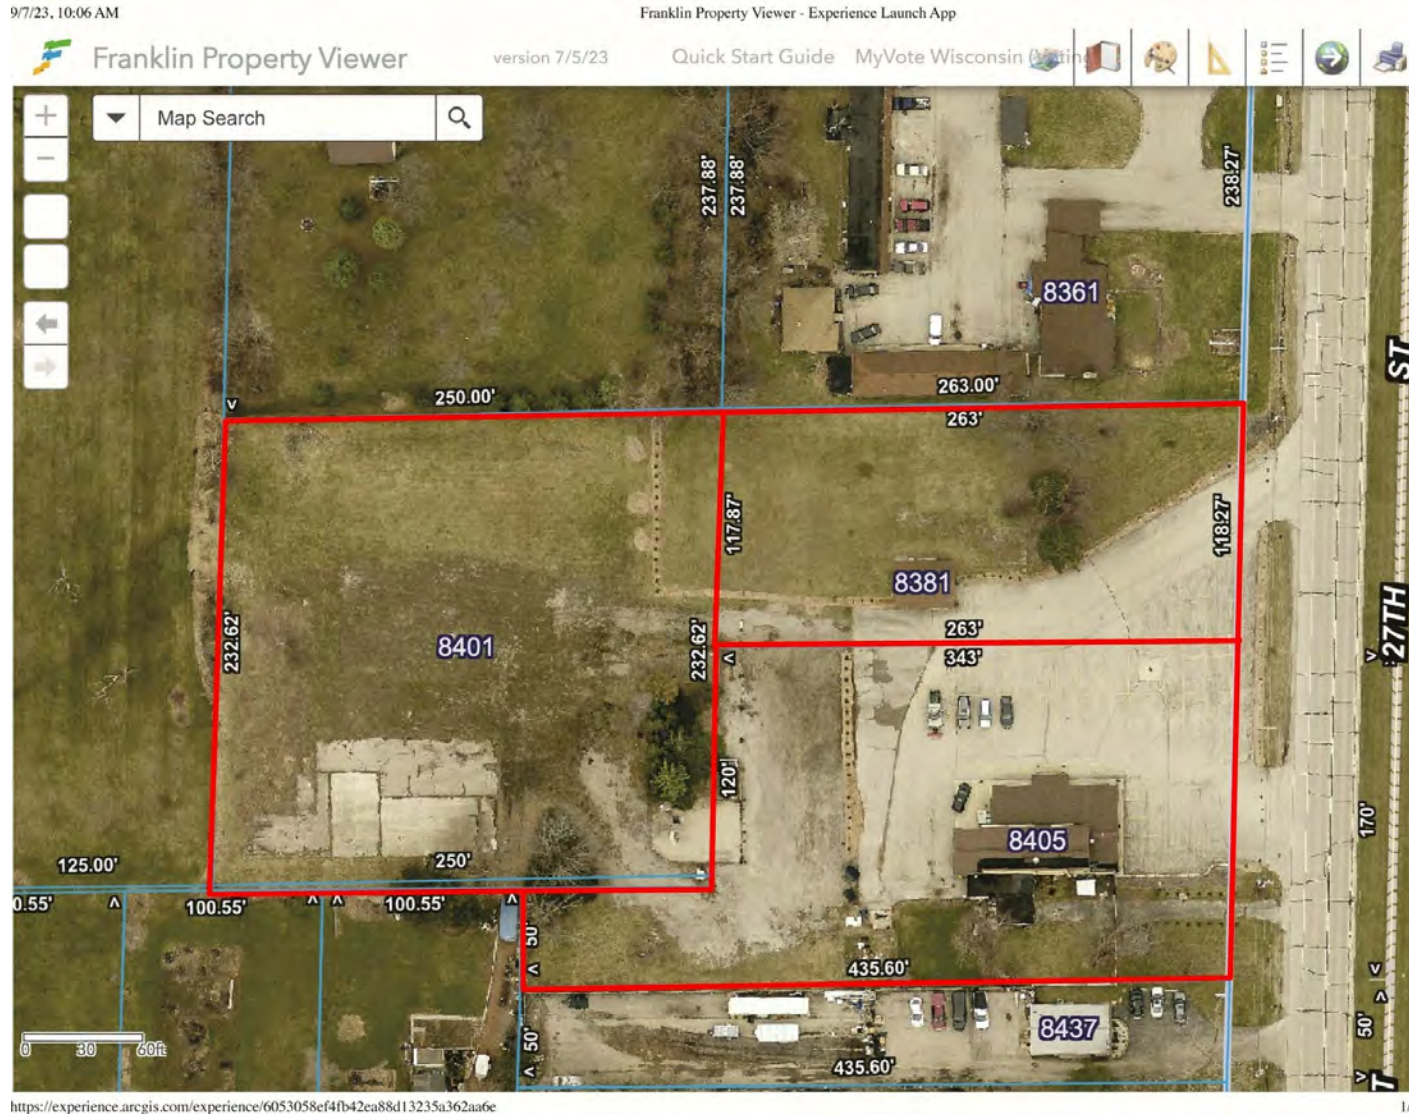 9/7/23, 10:06 AM
Franklin Property Viewer - Experience Launch App
Franklin Property Viewer
version 7/5/23
Quick Start Guide
MyVote Wisconsin
Map Search
237.88'
237.88'
238.27'
8361
ST
250.00'
263.00'
263'
117.87'
118.27'
8381
27TH
232.62'
8401
232.62'
263'
343'
120'
170'
8405
125.00'
250'
0.55'
100.55'
100.55'
50'
435.60'
0 30 60ft
50'
8437
50'
435.60'
T
https://experience.arcgis.com/experience/6053058ef4fb42ea88d13235a362aa6e
1/